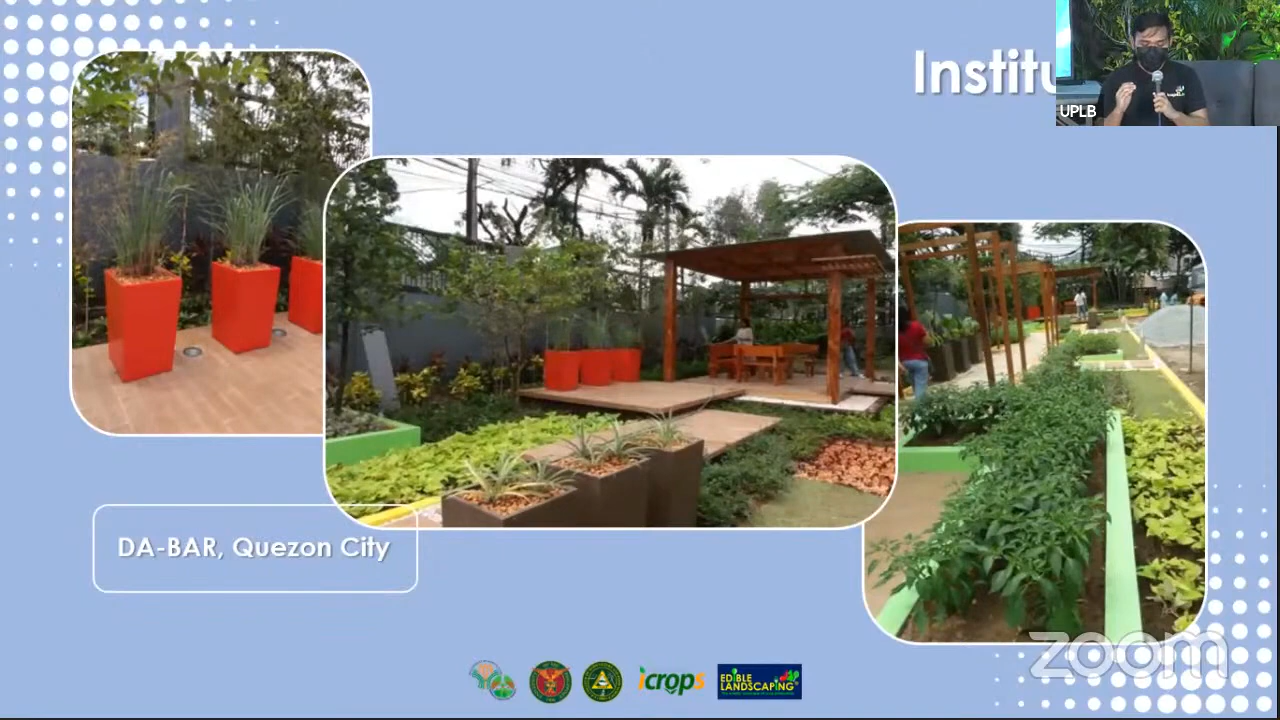 Institu
UPLB
DA-BAR, Quezon City
icrops
EDIBLE
LANDSCAPING
zoom